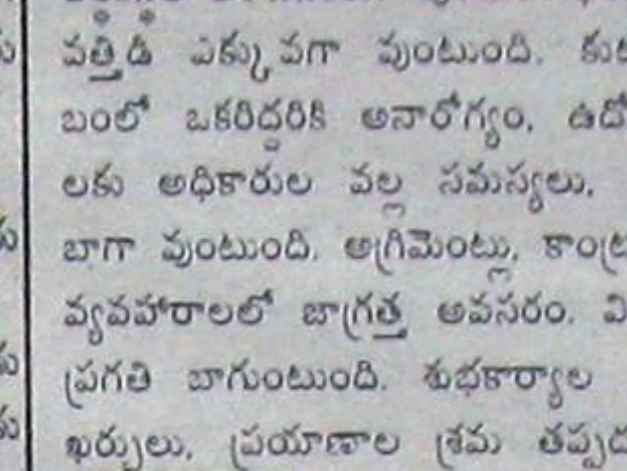 వత్తిడి ఎక్కువగా వుంటుంది. కుట
బంలో ఒకరిద్దరికి అనారోగ్యం, ఉదో
లకు అధికారుల వల్ల సమస్యలు.
బాగా వుంటుంది. అగ్రిమెంట్లు, కాంట్ర
వ్యవహారాలలో జాగ్రత్త అవసరం. వి
ప్రగతి బాగుంటుంది. శుభకార్యాల
ఖర్చులు, ప్రయాణాల శ్రమ తప్పద